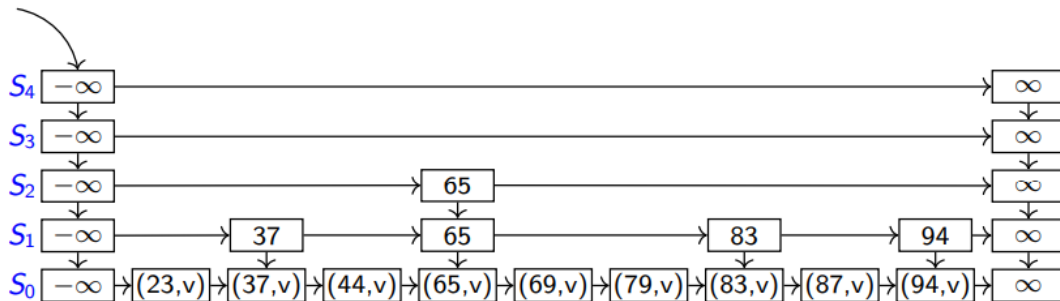 S₄ −∞ ∞
S₃ −∞ ∞
S₂ −∞ 65 ∞
S₁ −∞ 37 65 83 94 ∞
S₀ −∞ (23,v) (37,v) (44,v) (65,v) (69,v) (79,v) (83,v) (87,v) (94,v) ∞